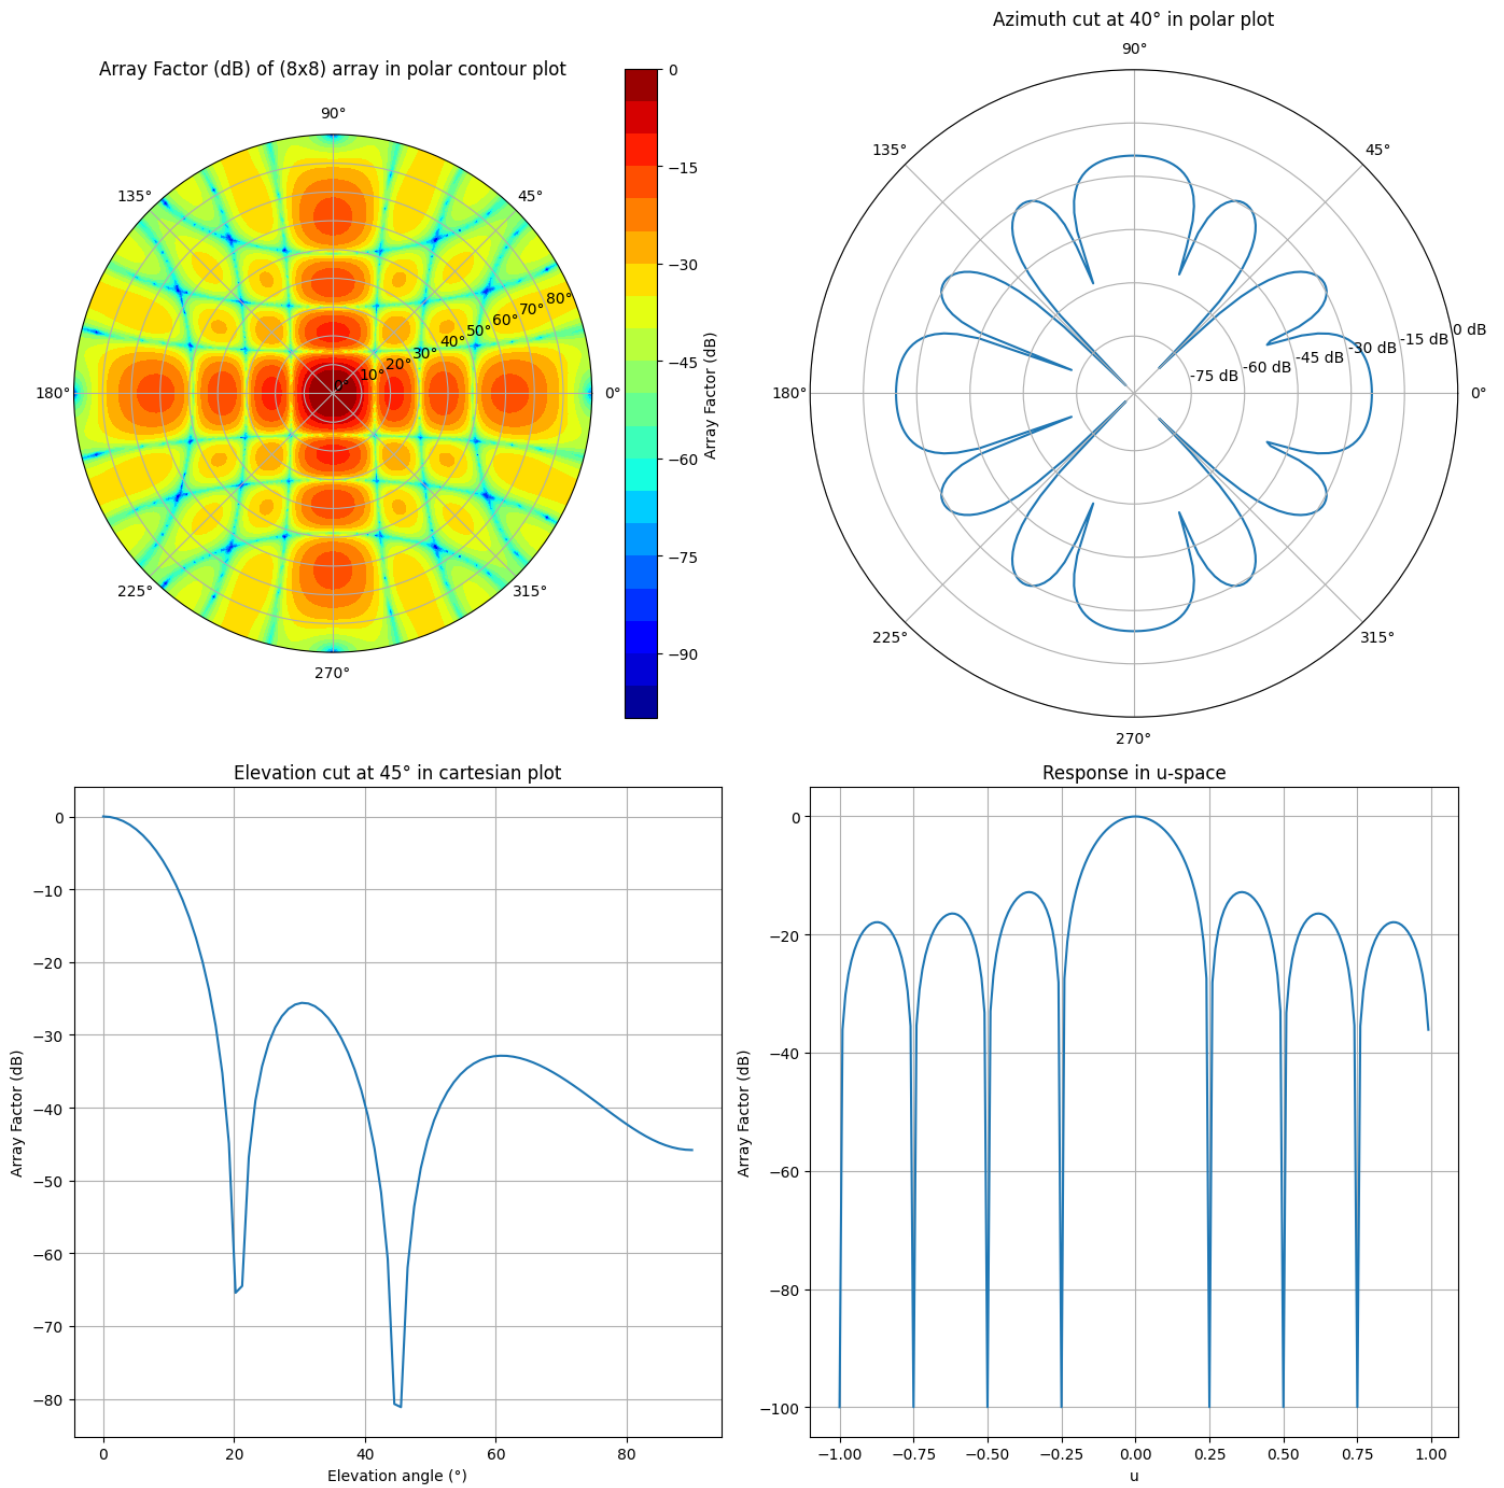 Array Factor (dB) of (8x8) array in polar contour plot
90°
135°
45°
180°
0°
225°
315°
270°
0°
10°
20°
30°
40°
50°
60°
70°
80°
0
−15
−30
−45
−60
−75
−90
Array Factor (dB)
Azimuth cut at 40° in polar plot
90°
135°
45°
180°
0°
225°
315°
270°
-75 dB
-60 dB
-45 dB
-30 dB
-15 dB
0 dB
Elevation cut at 45° in cartesian plot
0
−10
−20
−30
−40
−50
−60
−70
−80
Array Factor (dB)
0 20 40 60 80
Elevation angle (°)
Response in u-space
0
−20
−40
−60
−80
−100
Array Factor (dB)
−1.00 −0.75 −0.50 −0.25 0.00 0.25 0.50 0.75 1.00
u